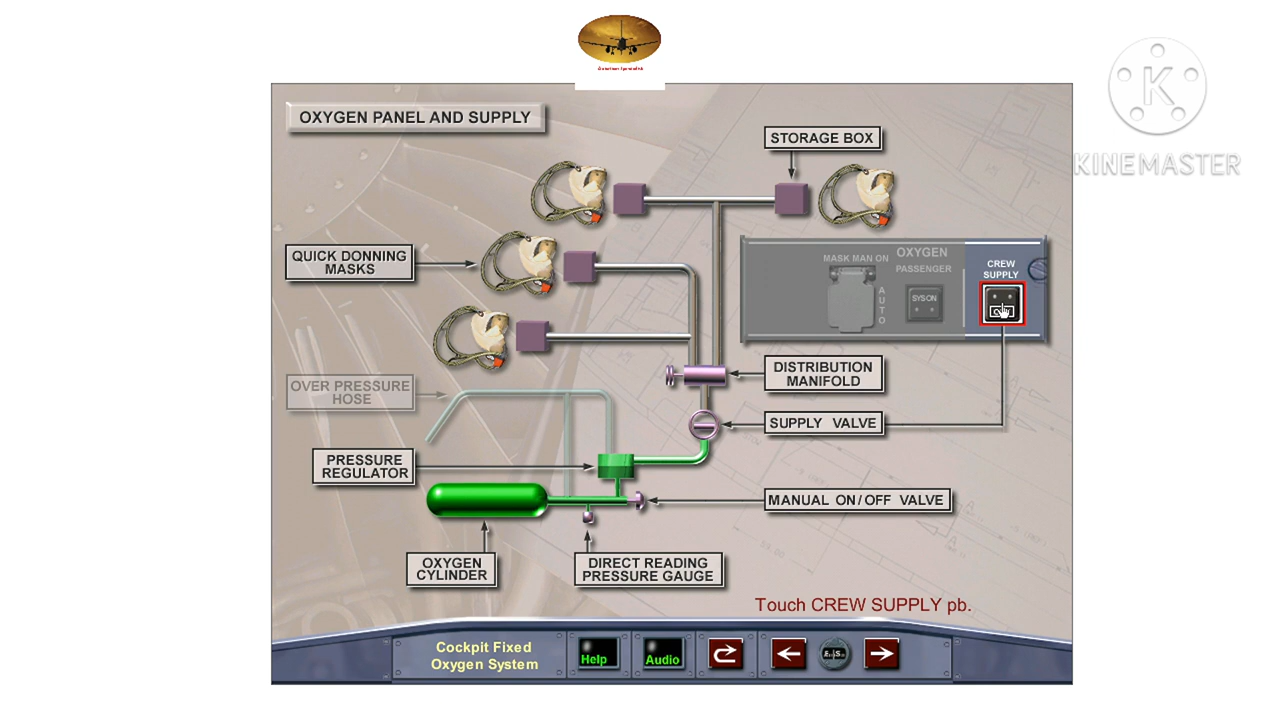 OXYGEN PANEL AND SUPPLY
STORAGE BOX
K
KINEMASTER
QUICK DONNING
MASKS
MASK MAN ON
OXYGEN
PASSENGER
CREW
SUPPLY
AUTO
SYS ON
OVER PRESSURE
HOSE
DISTRIBUTION
MANIFOLD
SUPPLY VALVE
PRESSURE
REGULATOR
MANUAL ON/OFF VALVE
OXYGEN
CYLINDER
DIRECT READING
PRESSURE GAUGE
Touch CREW SUPPLY pb.
Cockpit Fixed
Oxygen System
Help
Audio